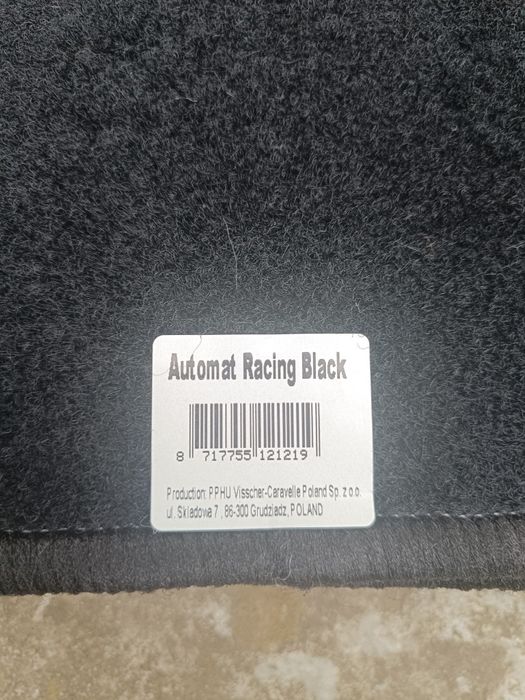 Automat Racing Black
8 717755 121219
Production: PPHU Visscher-Caravelle Poland Sp. z o.o.
ul. Skladowa 7 , 86-300 Grudziadz, POLAND